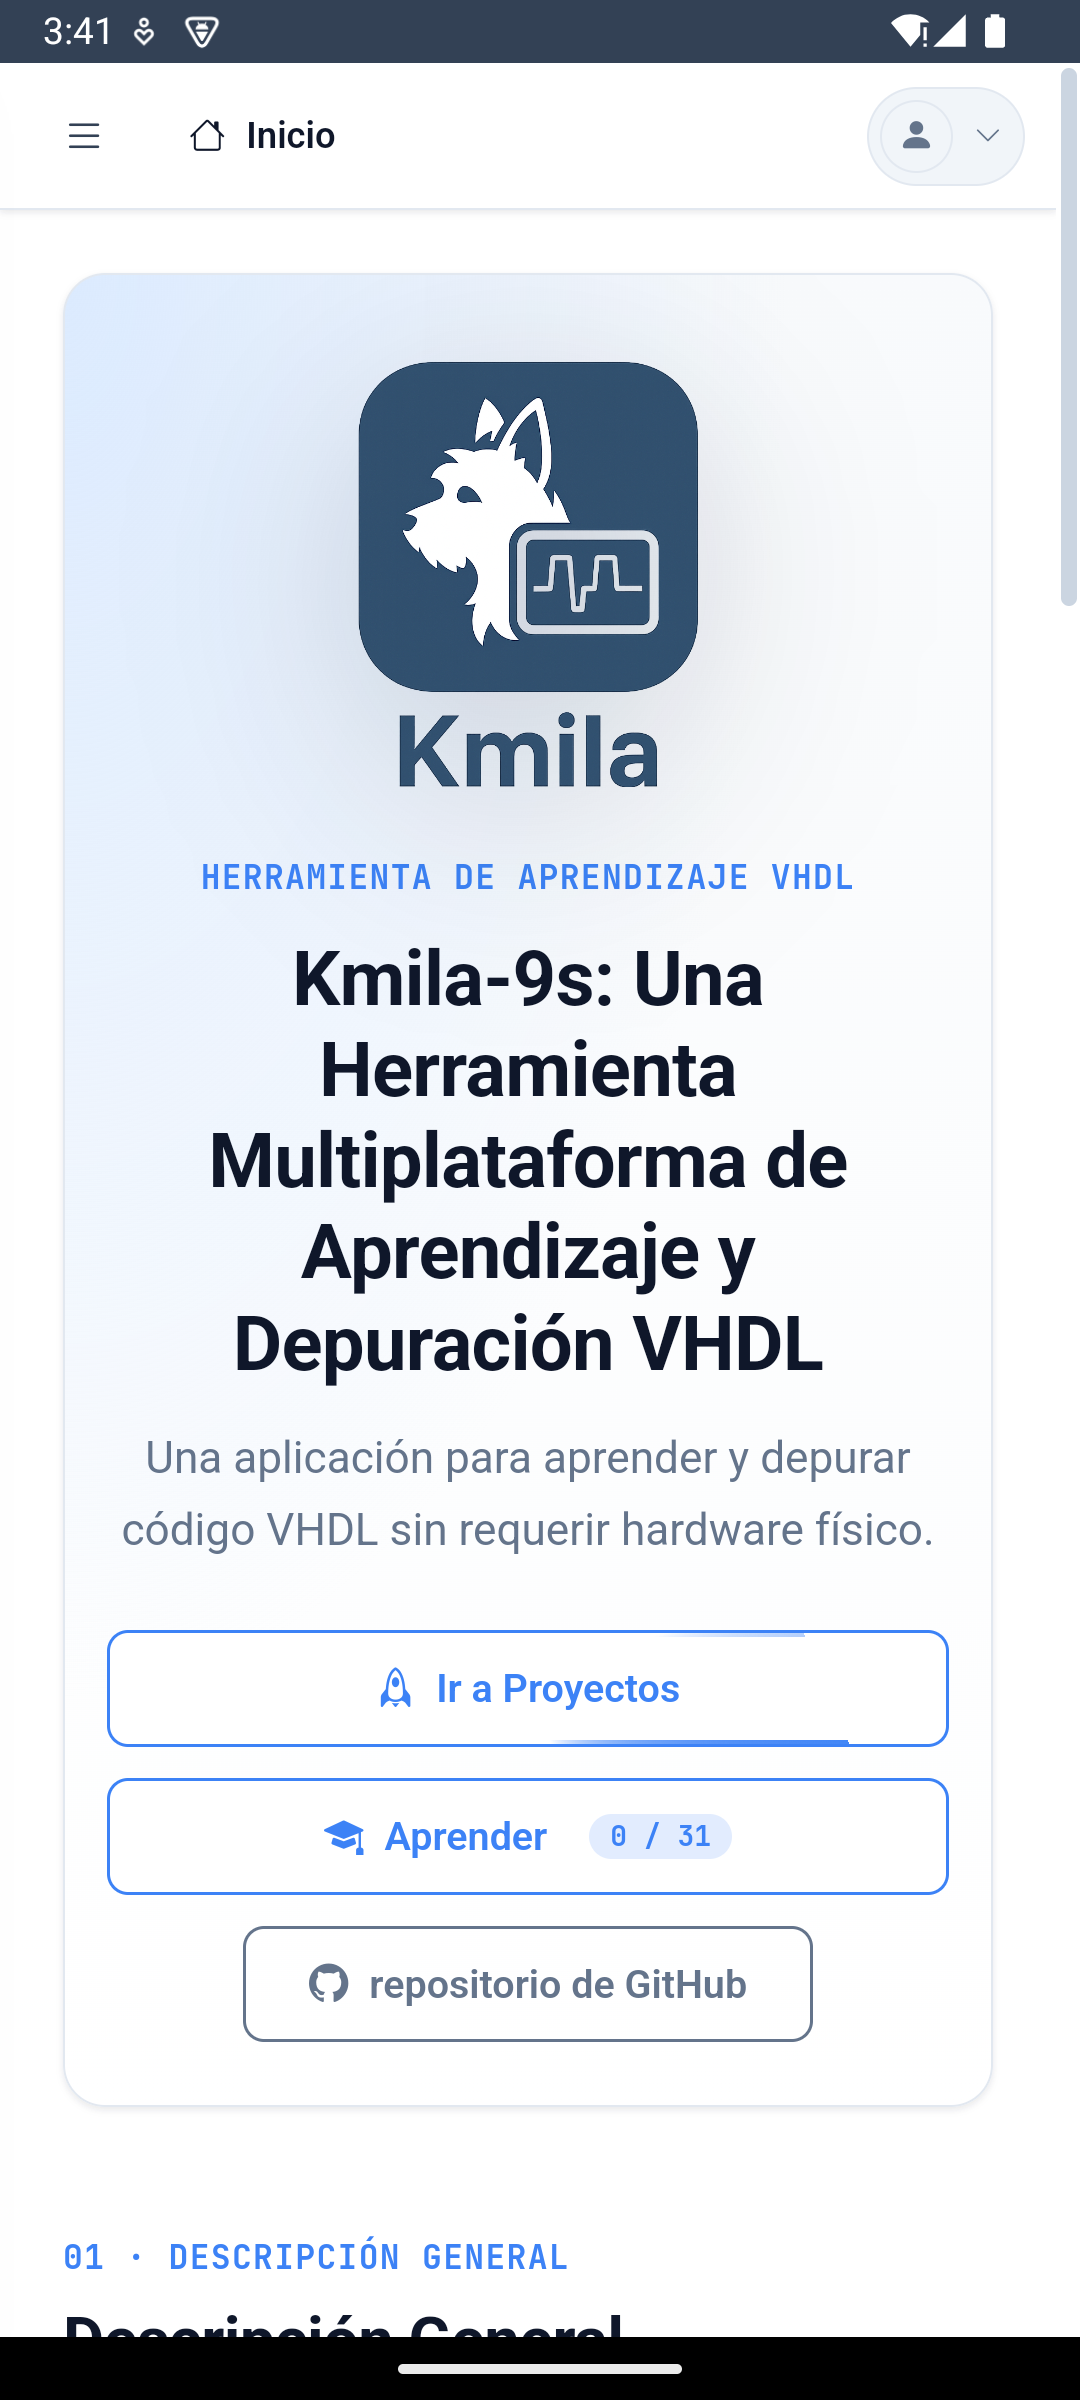 3:41
Inicio
Kmila
HERRAMIENTA DE APRENDIZAJE VHDL
Kmila-9s: Una
Herramienta
Multiplataforma de
Aprendizaje y
Depuración VHDL
Una aplicación para aprender y depurar
código VHDL sin requerir hardware físico.
Ir a Proyectos
Aprender 0 / 31
repositorio de GitHub
01 · DESCRIPCIÓN GENERAL
Descripción General